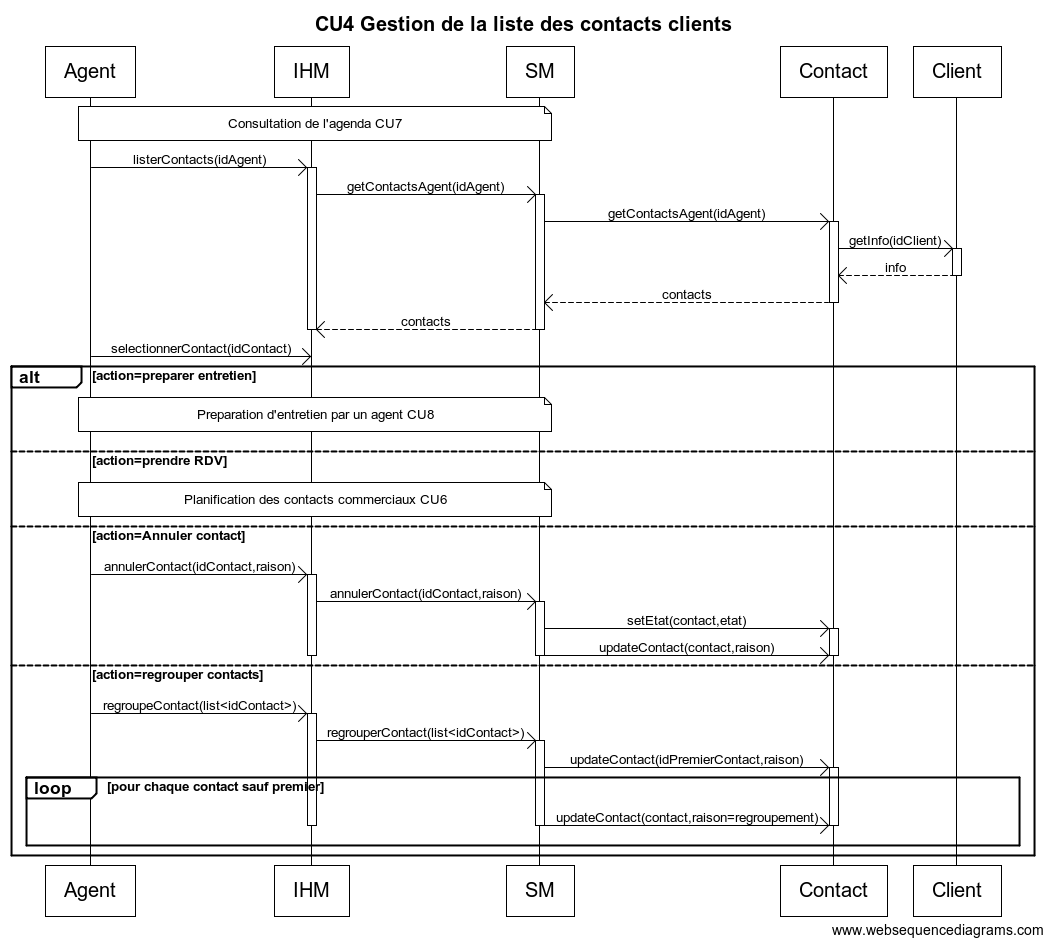 CU4 Gestion de la liste des contacts clients
Agent IHM SM Contact Client
Consultation de l'agenda CU7
listerContacts(idAgent)
getContactsAgent(idAgent)
getContactsAgent(idAgent)
getInfo(idClient)
info
contacts
contacts
selectionnerContact(idContact)
alt [action=preparer entretien]
Preparation d'entretien par un agent CU8
[action=prendre RDV]
Planification des contacts commerciaux CU6
[action=Annuler contact]
annulerContact(idContact,raison)
annulerContact(idContact,raison)
setEtat(contact,etat)
updateContact(contact,raison)
[action=regrouper contacts]
regroupeContact(list<idContact>)
regrouperContact(list<idContact>)
updateContact(idPremierContact,raison)
loop [pour chaque contact sauf premier]
updateContact(contact,raison=regroupement)
Agent IHM SM Contact Client
www.websequencediagrams.com